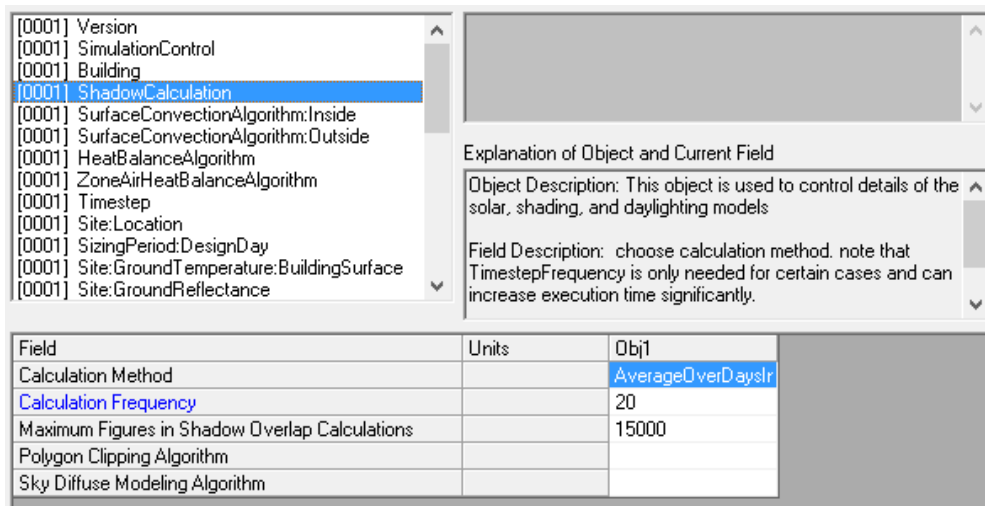 [0001] Version
[0001] SimulationControl
[0001] Building
[0001] ShadowCalculation
[0001] SurfaceConvectionAlgorithm:Inside
[0001] SurfaceConvectionAlgorithm:Outside
[0001] HeatBalanceAlgorithm
[0001] ZoneAirHeatBalanceAlgorithm
[0001] Timestep
[0001] Site:Location
[0001] SizingPeriod:DesignDay
[0001] Site:GroundTemperature:BuildingSurface
[0001] Site:GroundReflectance
Explanation of Object and Current Field
Object Description: This object is used to control details of the
solar, shading, and daylighting models
Field Description: choose calculation method. note that
TimestepFrequency is only needed for certain cases and can
increase execution time significantly.
Field Units Obj1
Calculation Method AverageOverDaysIr
Calculation Frequency 20
Maximum Figures in Shadow Overlap Calculations 15000
Polygon Clipping Algorithm
Sky Diffuse Modeling Algorithm